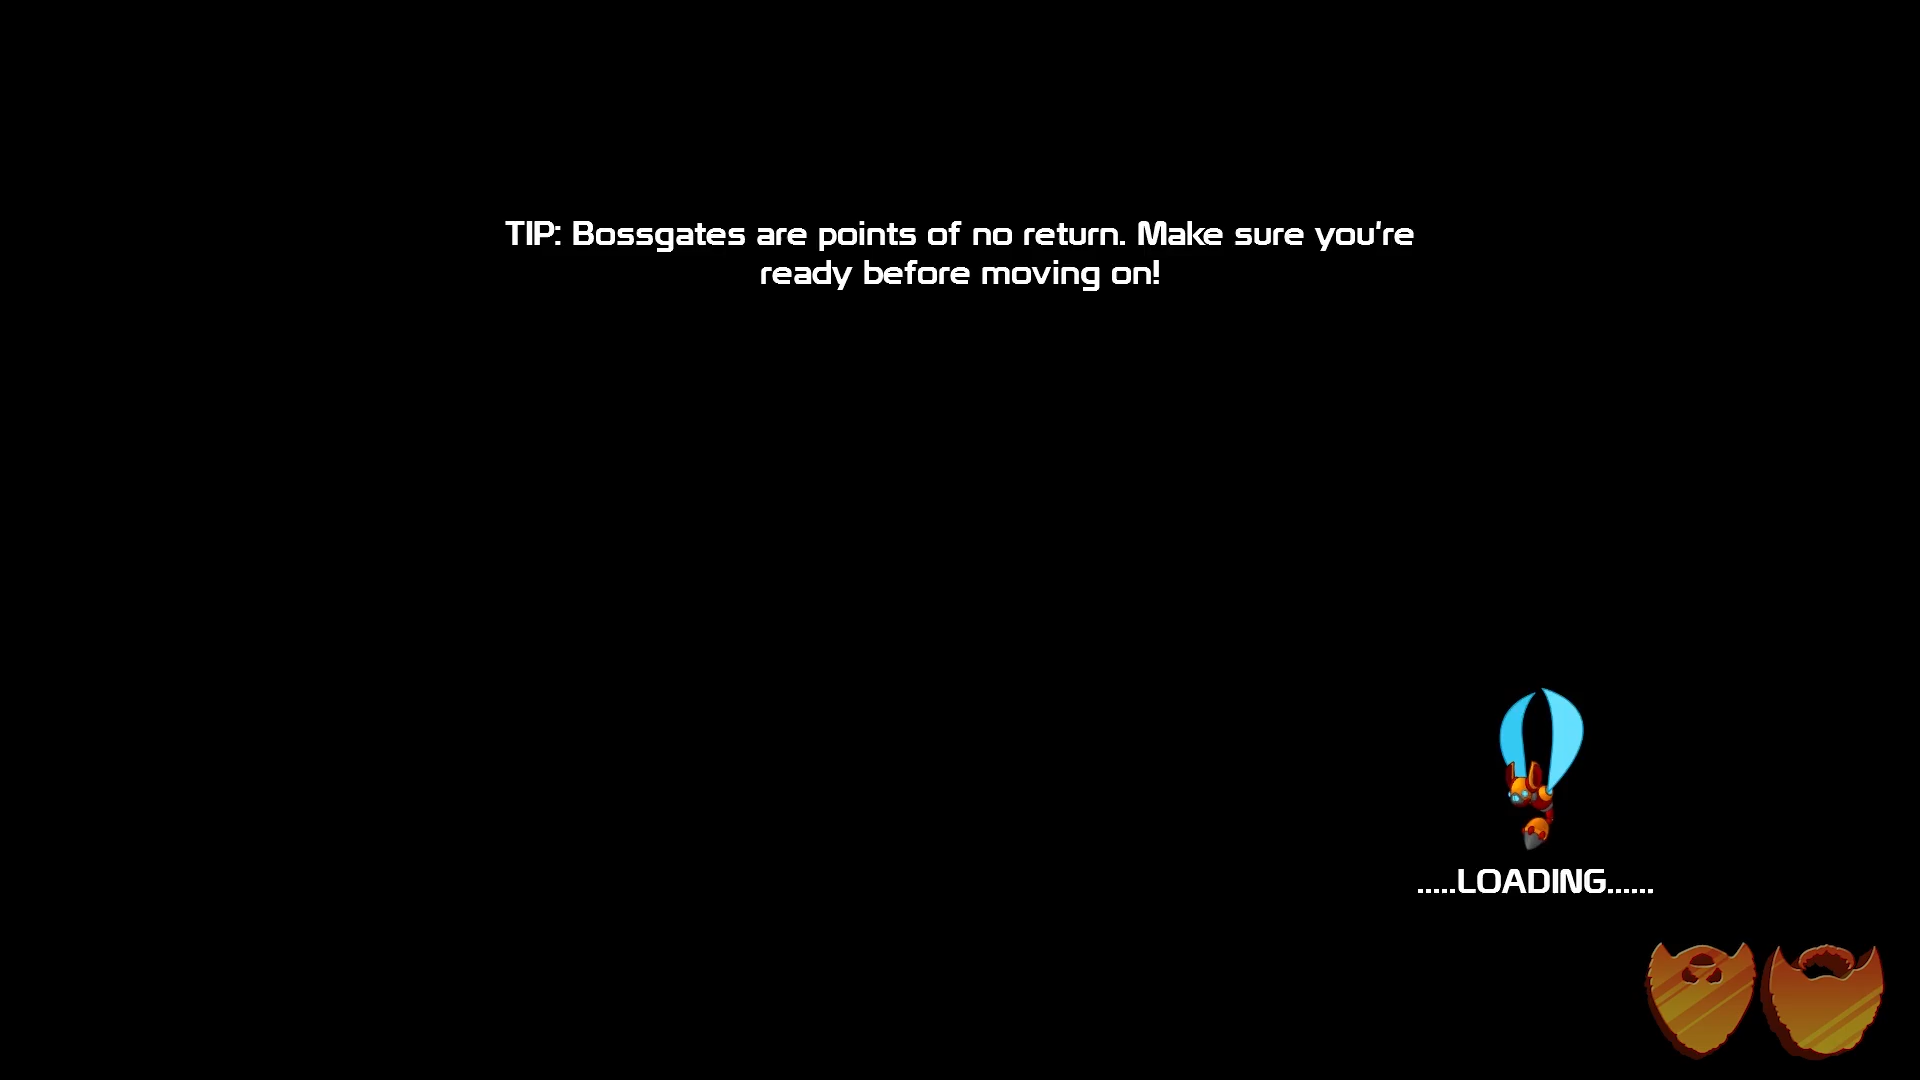 TIP: Bossgates are points of no return. Make sure you're
ready before moving on!
.....LOADING......